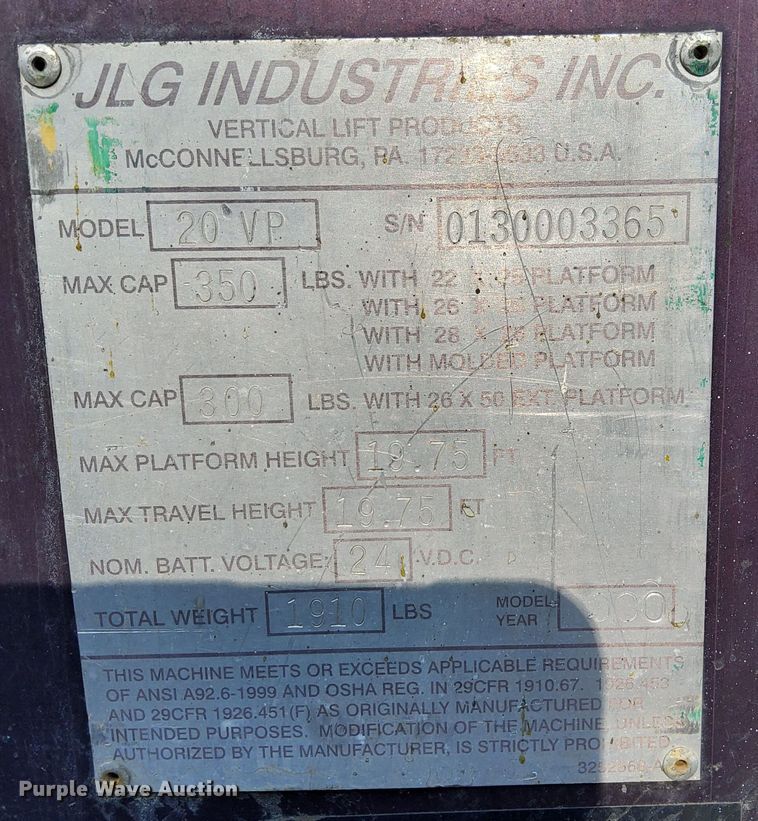 JLG INDUSTRIES INC.
VERTICAL LIFT PRODUCTS
McCONNELLSBURG, PA. U.S.A.
MODEL 20 VP S/N 0130003365
MAX CAP 350 LBS. WITH 22 X PLATFORM
WITH 26 X PLATFORM
WITH 28 X PLATFORM
WITH MOLDED PLATFORM
MAX CAP 300 LBS. WITH 26 X 50 EXT. PLATFORM
MAX PLATFORM HEIGHT 19.75 FT
MAX TRAVEL HEIGHT 19.75 FT
NOM. BATT. VOLTAGE 24 V.D.C.
TOTAL WEIGHT 1910 LBS MODEL YEAR
THIS MACHINE MEETS OR EXCEEDS APPLICABLE REQUIREMENTS
OF ANSI A92.6-1999 AND OSHA REG. IN 29CFR 1910.67. 1926.453
AND 29CFR 1926.451(F) AS ORIGINALLY MANUFACTURED FOR
INTENDED PURPOSES. MODIFICATION OF THE MACHINE, UNLESS
AUTHORIZED BY THE MANUFACTURER, IS STRICTLY PROHIBITED.
Purple Wave Auction